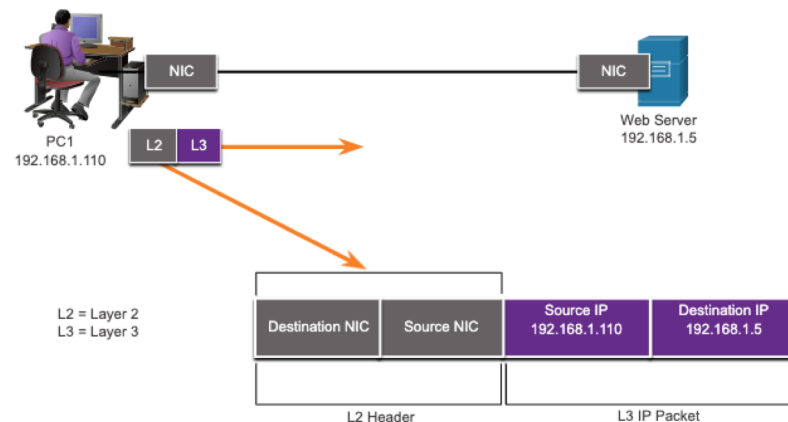 NIC
NIC
PC1
192.168.1.110
L2 L3
Web Server
192.168.1.5
L2 = Layer 2
L3 = Layer 3
Destination NIC
Source NIC
Source IP
192.168.1.110
Destination IP
192.168.1.5
L2 Header
L3 IP Packet